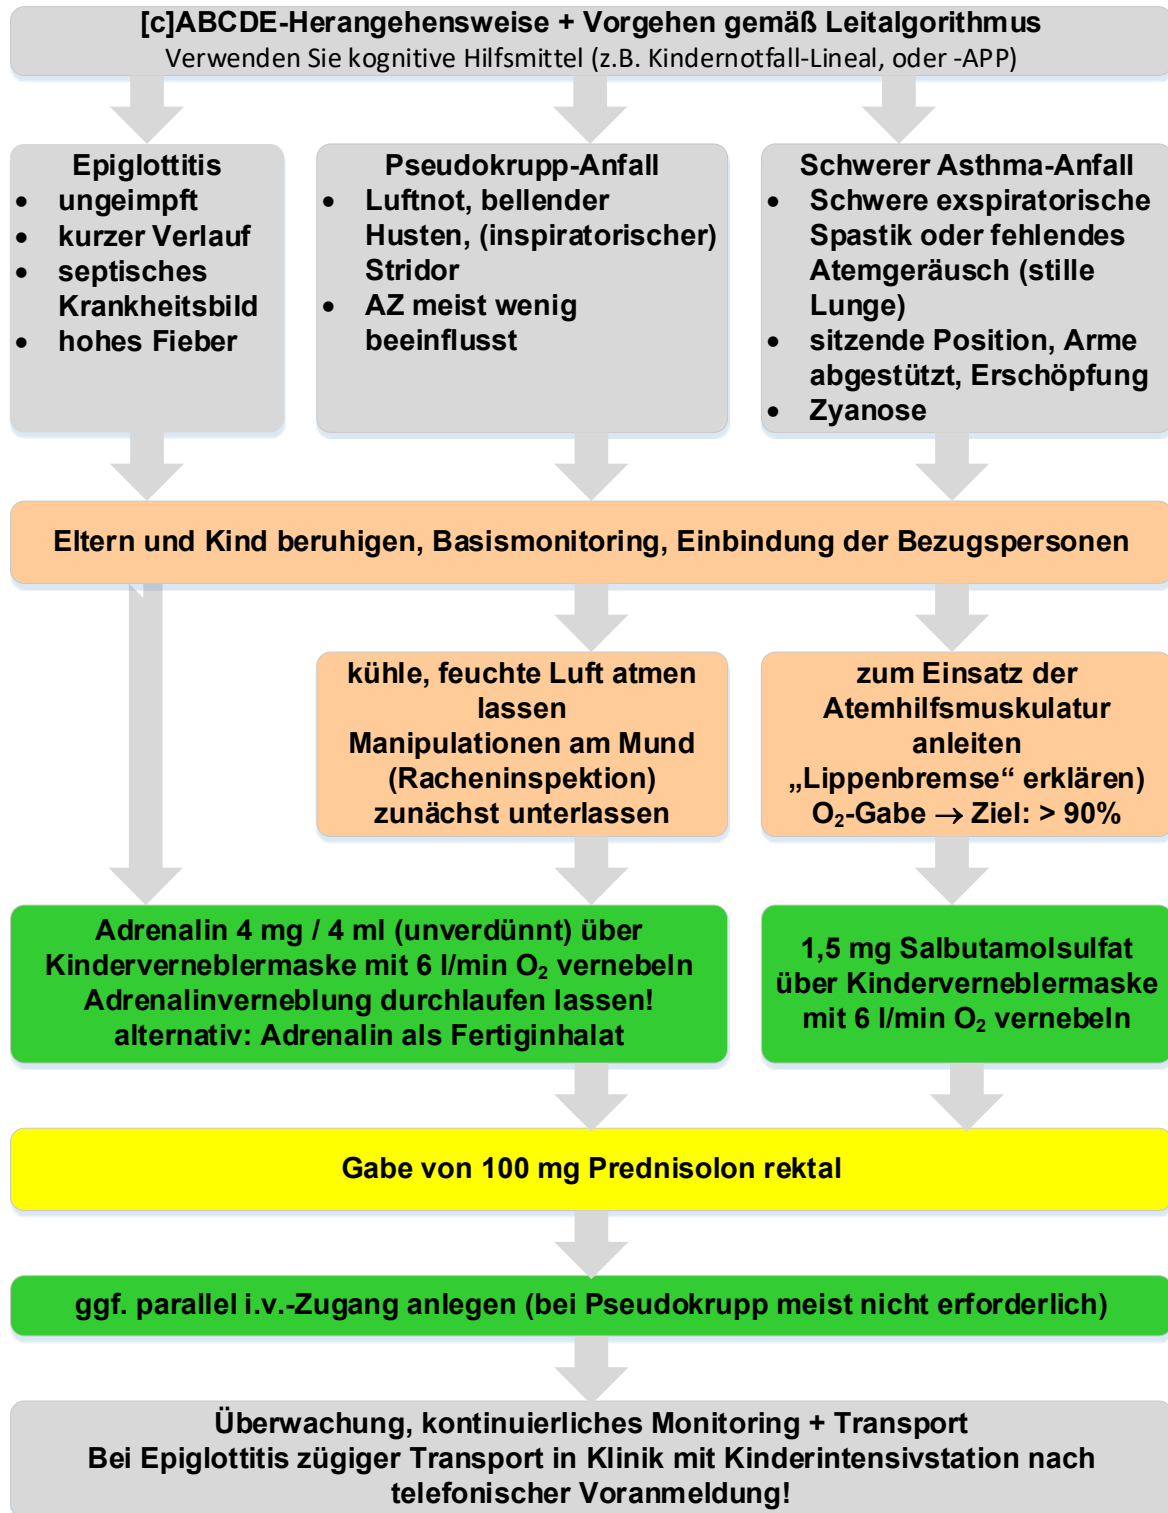 [c]ABCDE-Herangehensweise + Vorgehen gemäß Leitalgorithmus
Verwenden Sie kognitive Hilfsmittel (z.B. Kindernotfall-Lineal, oder -APP)
Epiglottitis
• ungeimpft
• kurzer Verlauf
• septisches
Krankheitsbild
• hohes Fieber
Pseudokrupp-Anfall
• Luftnot, bellender
Husten, (inspiratorischer)
Stridor
• AZ meist wenig
beeinflusst
Schwerer Asthma-Anfall
• Schwere exspiratorische
Spastik oder fehlendes
Atemgeräusch (stille
Lunge)
• sitzende Position, Arme
abgestützt, Erschöpfung
• Zyanose
Eltern und Kind beruhigen, Basismonitoring, Einbindung der Bezugspersonen
kühle, feuchte Luft atmen
lassen
Manipulationen am Mund
(Racheninspektion)
zunächst unterlassen
zum Einsatz der
Atemhilfsmuskulatur
anleiten
„Lippenbremse“ erklären)
O₂-Gabe → Ziel: > 90%
Adrenalin 4 mg / 4 ml (unverdünnt) über
Kinderverneblermaske mit 6 l/min O₂ vernebeln
Adrenalinverneblung durchlaufen lassen!
alternativ: Adrenalin als Fertiginhalat
1,5 mg Salbutamolsulfat
über Kinderverneblermaske
mit 6 l/min O₂ vernebeln
Gabe von 100 mg Prednisolon rektal
ggf. parallel i.v.-Zugang anlegen (bei Pseudokrupp meist nicht erforderlich)
Überwachung, kontinuierliches Monitoring + Transport
Bei Epiglottitis zügiger Transport in Klinik mit Kinderintensivstation nach
telefonischer Voranmeldung!